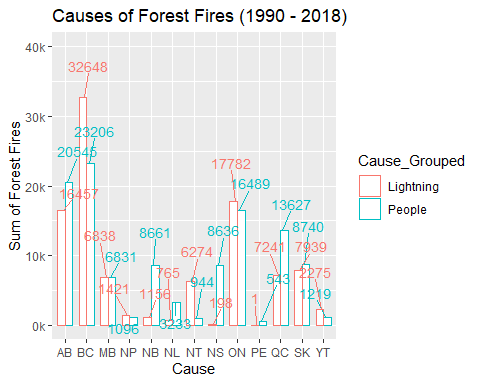 Causes of Forest Fires (1990 - 2018)
Sum of Forest Fires
40k
30k
20k
10k
0k
32648
23206
20545
16457
6838
6831
1421
1096
8661
1156
765
3233
6274
944
8636
198
17782
16489
1
543
7241
13627
8740
7939
2275
1219
AB BC MB NP NB NL NT NS ON PE QC SK YT
Cause
Cause_Grouped
Lightning
People